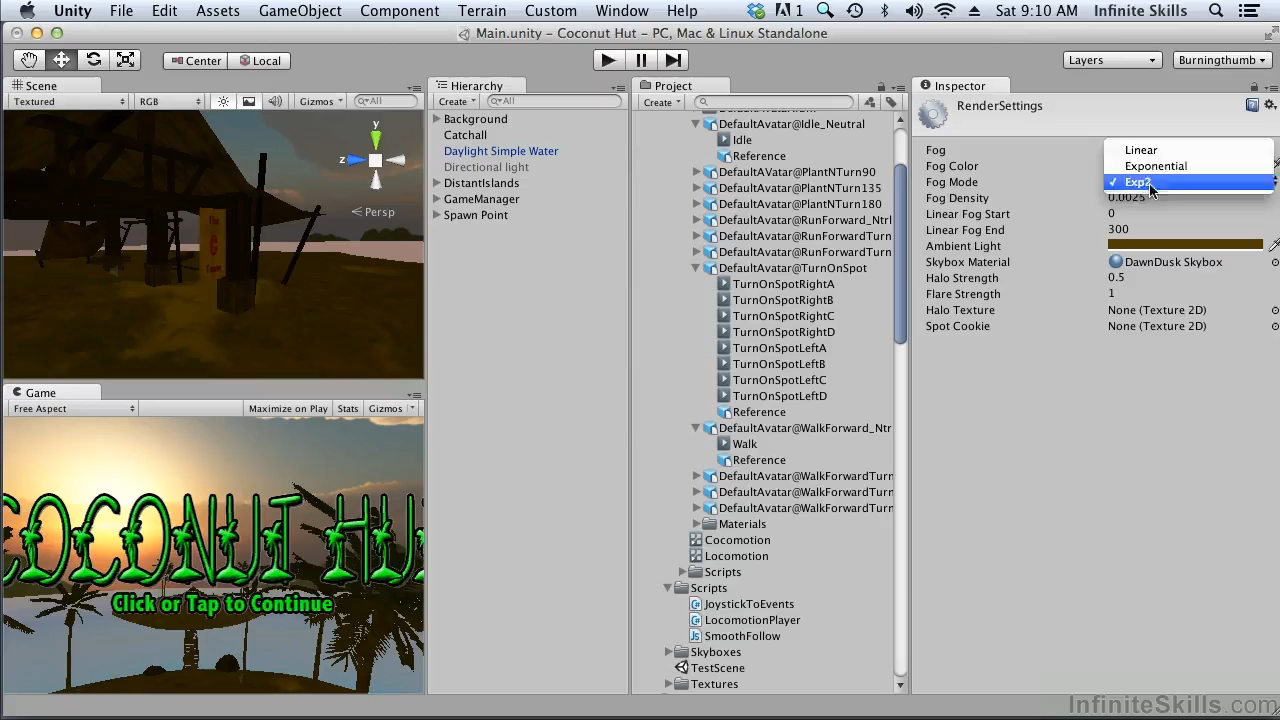 Unity File Edit Assets GameObject Component Terrain Custom Window Help
1 Sat 9:10 AM Infinite Skills
Main.unity – Coconut Hut – PC, Mac & Linux Standalone
Center Local Layers Burningthumb
Scene
Textured RGB Gizmos All
y
z
Persp
Game
Free Aspect Maximize on Play Stats Gizmos
COCONUT HU
Click or Tap to Continue
Hierarchy
Create All
Background
Catchall
Daylight Simple Water
Directional light
DistantIslands
GameManager
Spawn Point
Project
Create
DefaultAvatar@Idle_Neutral
Idle
Reference
DefaultAVatar@PlantNTurn90
DefaultAvatar@PlantNTurn135
DefaultAvatar@PlantNTurn180
DefaultAvatar@RunForward_Ntrl
DefaultAvatar@RunForwardTurn
DefaultAvatar@RunForwardTurn
DefaultAvatar@TurnOnSpot
TurnOnSpotRightA
TurnOnSpotRightB
TurnOnSpotRightC
TurnOnSpotRightD
TurnOnSpotLeftA
TurnOnSpotLeftB
TurnOnSpotLeftC
TurnOnSpotLeftD
Reference
DefaultAvatar@WalkForward_Ntr
Walk
Reference
DefaultAvatar@WalkForwardTurn
DefaultAvatar@WalkForwardTurn
DefaultAvatar@WalkForwardTurn
Materials
Cocomotion
Locomotion
Scripts
Scripts
JoystickToEvents
LocomotionPlayer
SmoothFollow
Skyboxes
TestScene
Textures
Inspector
RenderSettings
Fog
Fog Color
Fog Mode
Linear
Exponential
✓ Exp2
Fog Density 0.0025
Linear Fog Start 0
Linear Fog End 300
Ambient Light
Skybox Material DawnDusk Skybox
Halo Strength 0.5
Flare Strength 1
Halo Texture None (Texture 2D)
Spot Cookie None (Texture 2D)
InfiniteSkills.com